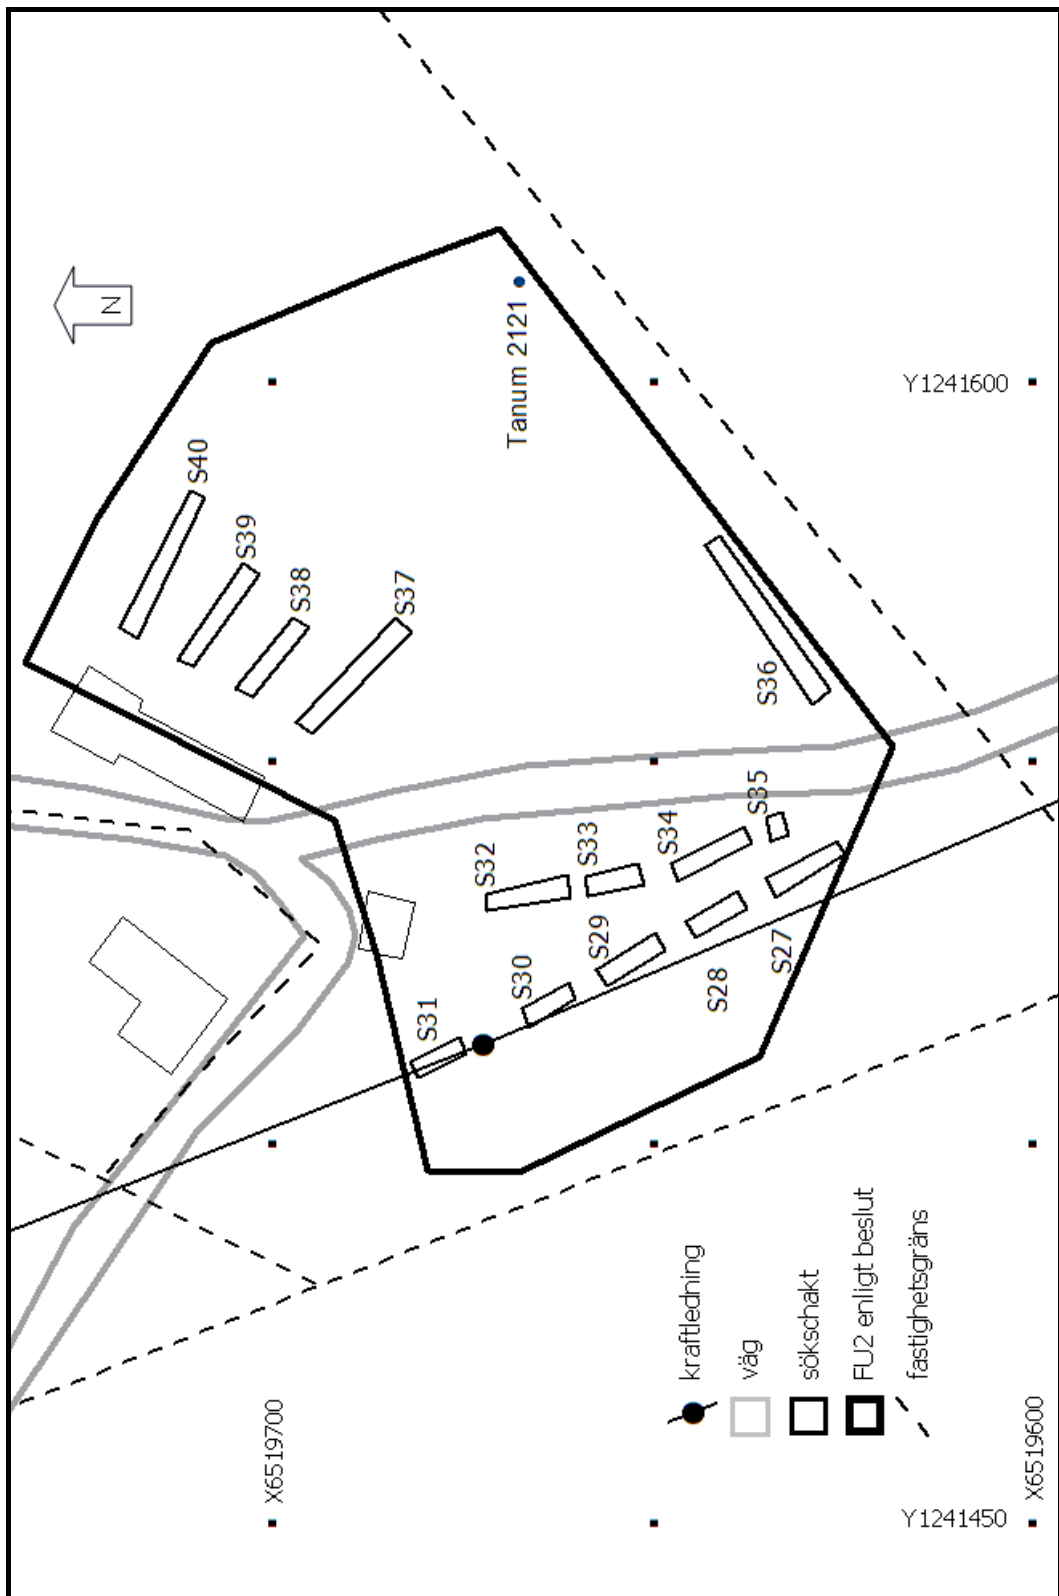 N
S40
S39
S38
S37
Tanum 2121
Y1241600
S36
S35
S34
S33
S32
S31
S30
S29
S28
S27
kraftledning
väg
sökschakt
FU2 enligt beslut
fastighetsgräns
X6519700
X6519600
Y1241450